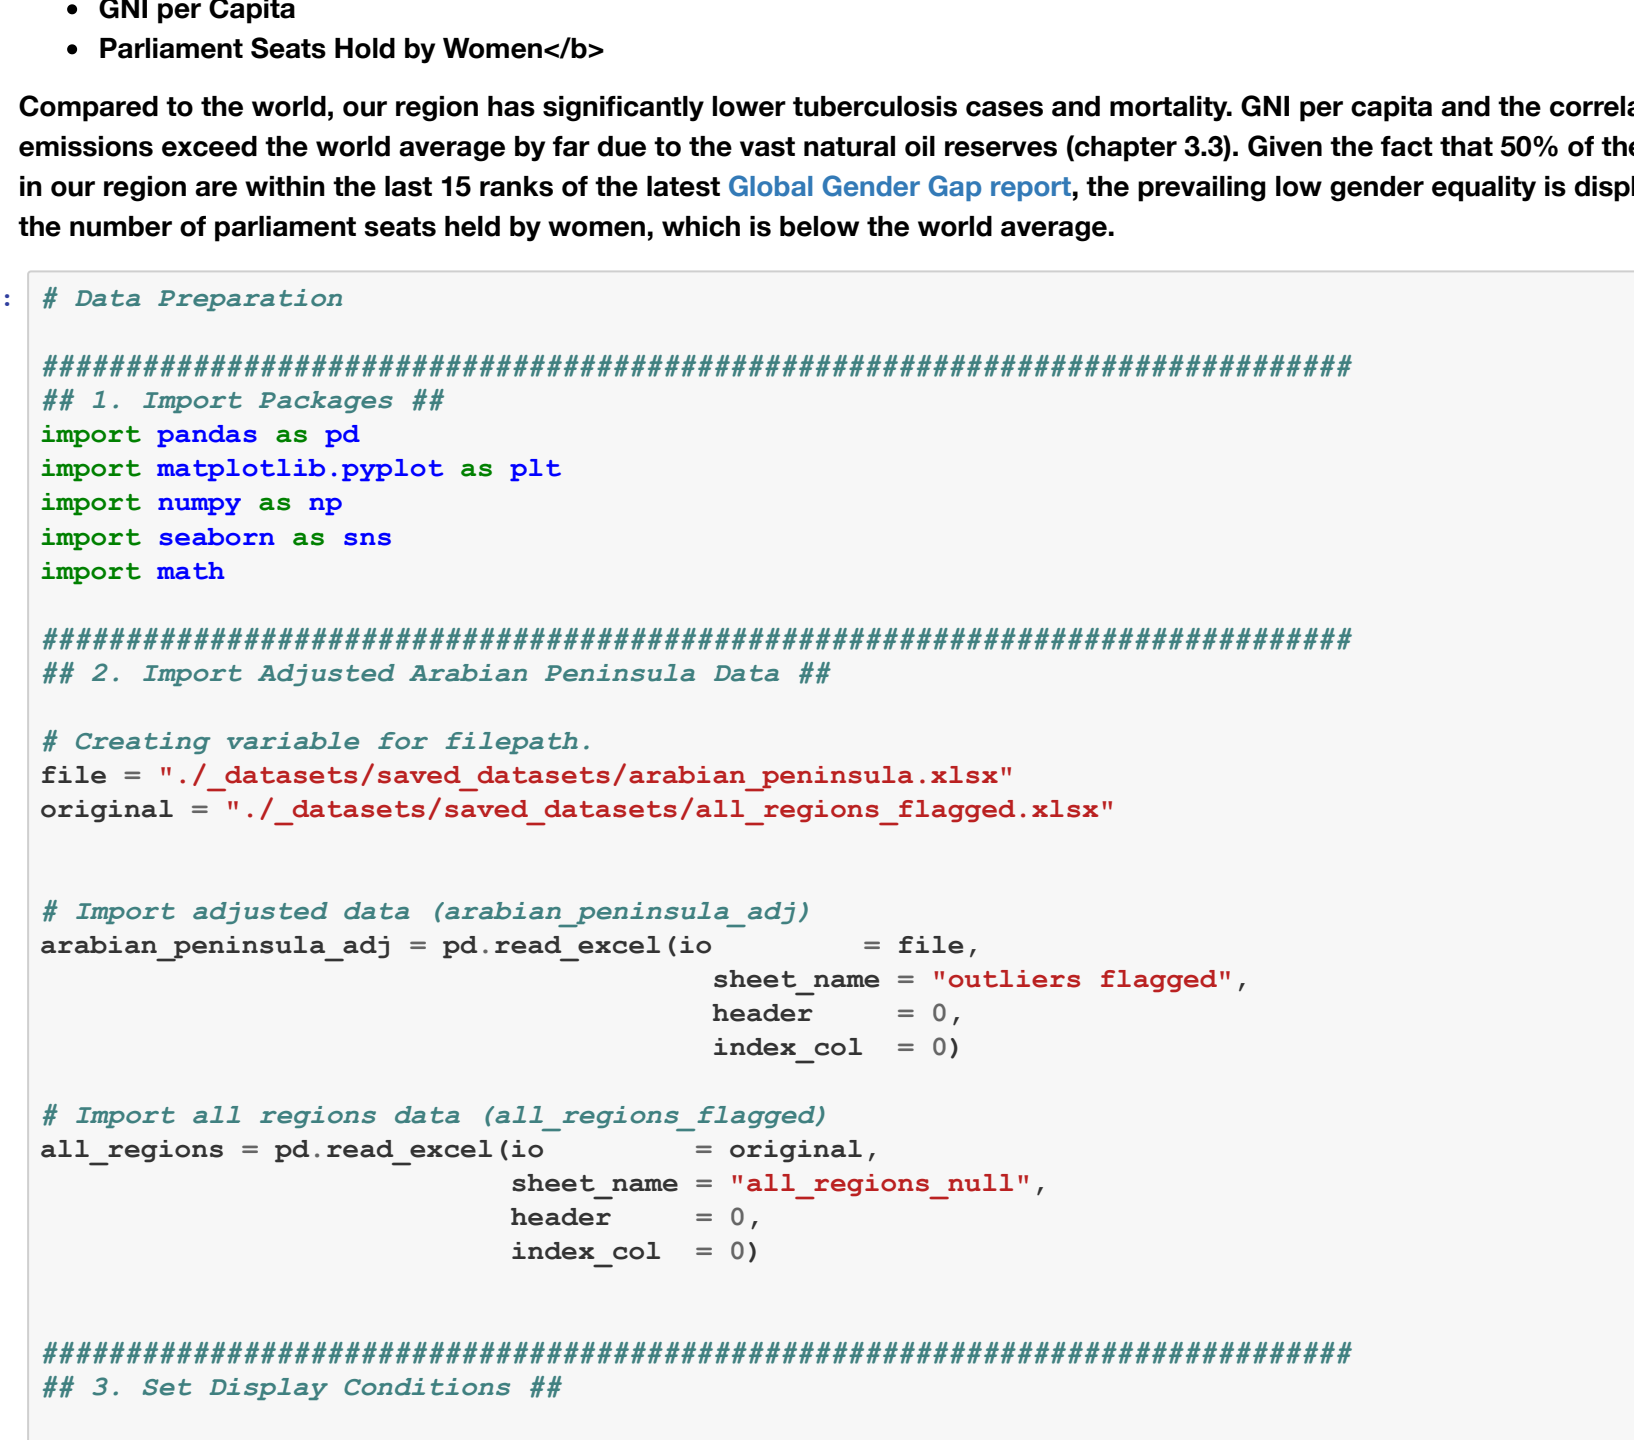 GNI per Capita
Parliament Seats Hold by Women</b>
Compared to the world, our region has significantly lower tuberculosis cases and mortality. GNI per capita and the
emissions exceed the world average by far due to the vast natural oil reserves (chapter 3.3). Given the fact that 50% of
in our region are within the last 15 ranks of the latest Global Gender Gap report, the prevailing low gender equality is
the number of parliament seats held by women, which is below the world average.
: # Data Preparation
##############################################################################
## 1. Import Packages ##
import pandas as pd
import matplotlib.pyplot as plt
import numpy as np
import seaborn as sns
import math
##############################################################################
## 2. Import Adjusted Arabian Peninsula Data ##
# Creating variable for filepath.
file = "./_datasets/saved_datasets/arabian_peninsula.xlsx"
original = "./_datasets/saved_datasets/all_regions_flagged.xlsx"
# Import adjusted data (arabian_peninsula_adj)
arabian_peninsula_adj = pd.read_excel(io         = file,
                                        sheet_name = "outliers flagged",
                                        header     = 0,
                                        index_col  = 0)
# Import all regions data (all_regions_flagged)
all_regions = pd.read_excel(io         = original,
                            sheet_name = "all_regions_null",
                            header     = 0,
                            index_col  = 0)
##############################################################################
## 3. Set Display Conditions ##